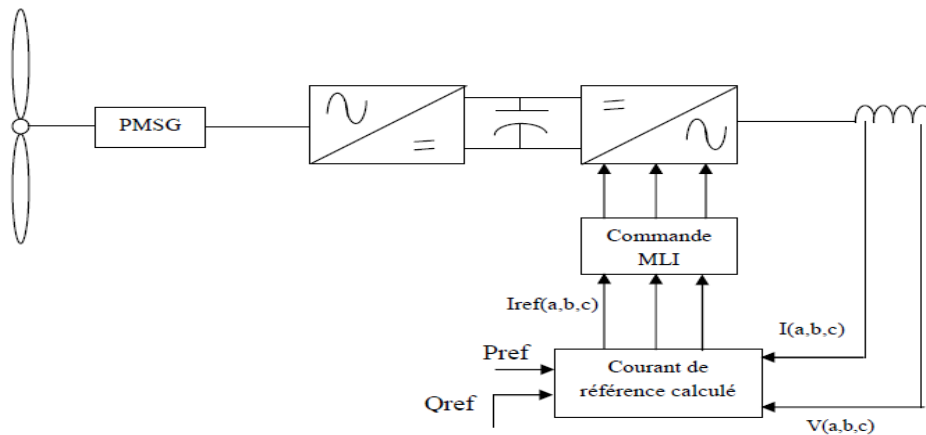 PMSG
Commande
MLI
Iref(a,b,c)
I(a,b,c)
Pref
Courant de
référence calculé
Qref
V(a,b,c)